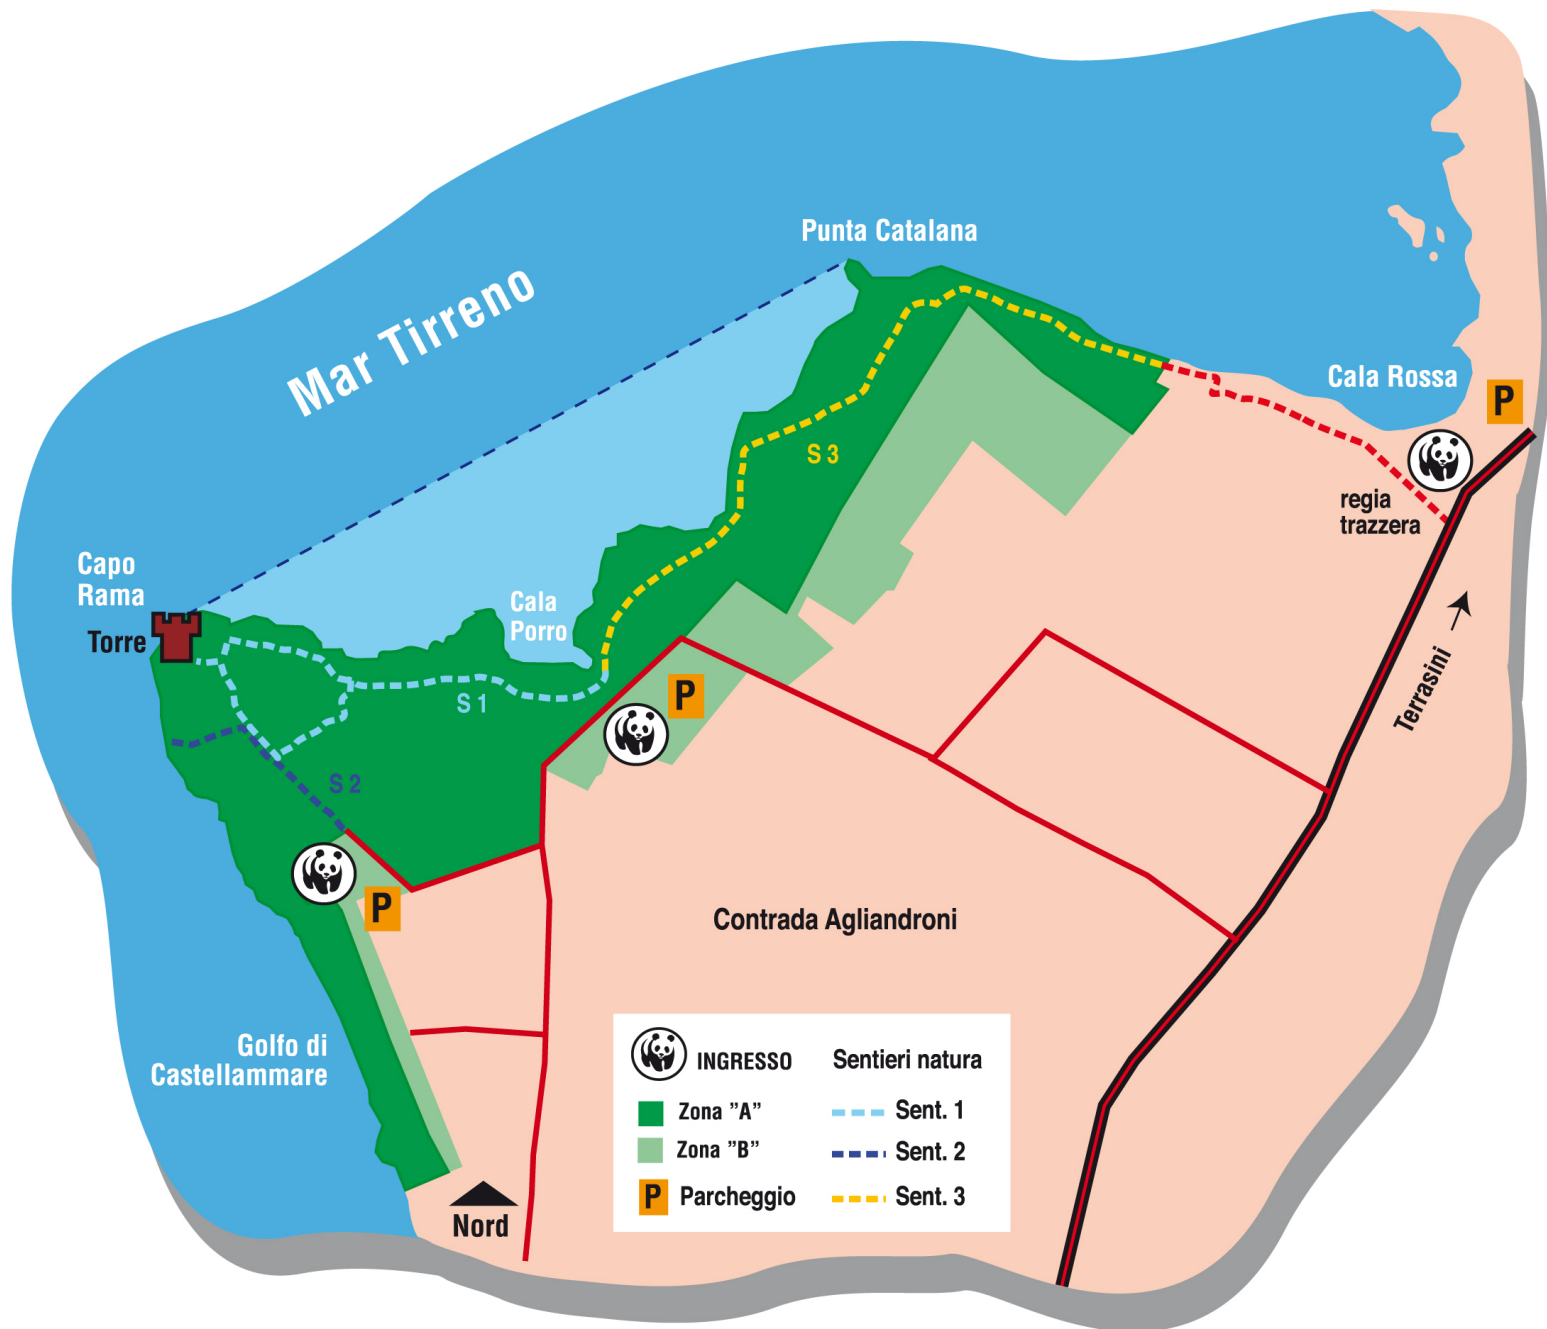 Punta Catalana
Mar Tirreno
Cala Rossa
P
regia
trazzera
S 3
Capo
Rama
Torre
Cala
Porro
S 1
P
Terrasini
S 2
P
Contrada Agliandroni
Golfo di
Castellammare
INGRESSO
Zona "A"
Zona "B"
P Parcheggio
Sentieri natura
Sent. 1
Sent. 2
Sent. 3
Nord